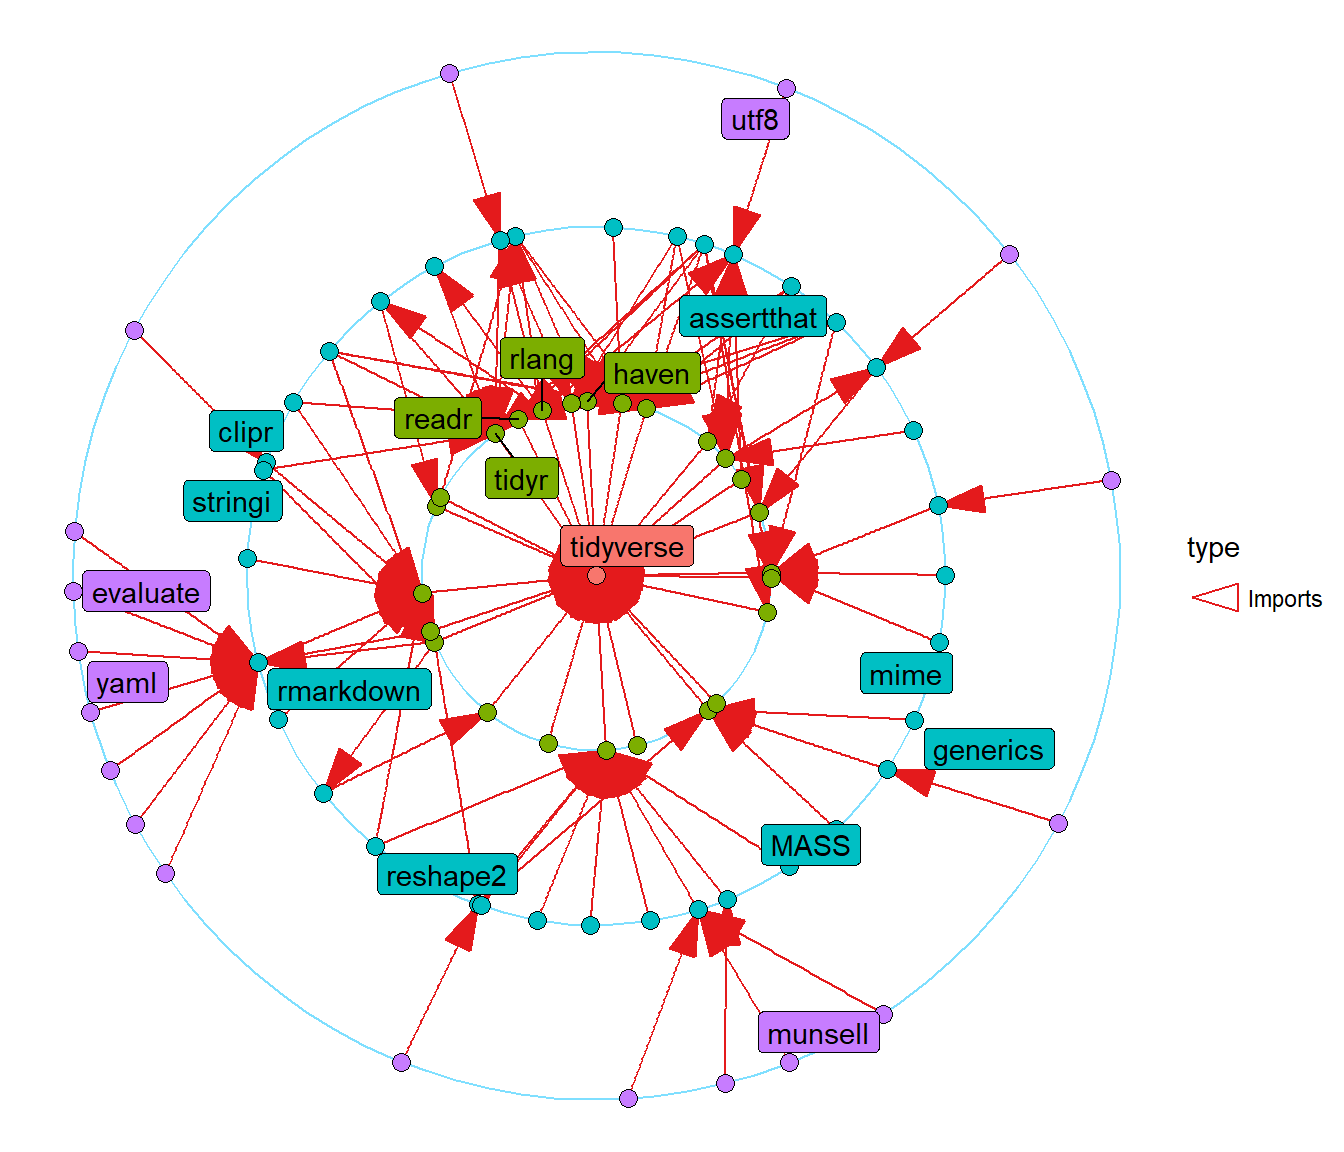 utf8
assertthat
rlang
haven
readr
clipr
tidyr
stringi
tidyverse
type
evaluate
Imports
mime
yaml
rmarkdown
generics
MASS
reshape2
munsell